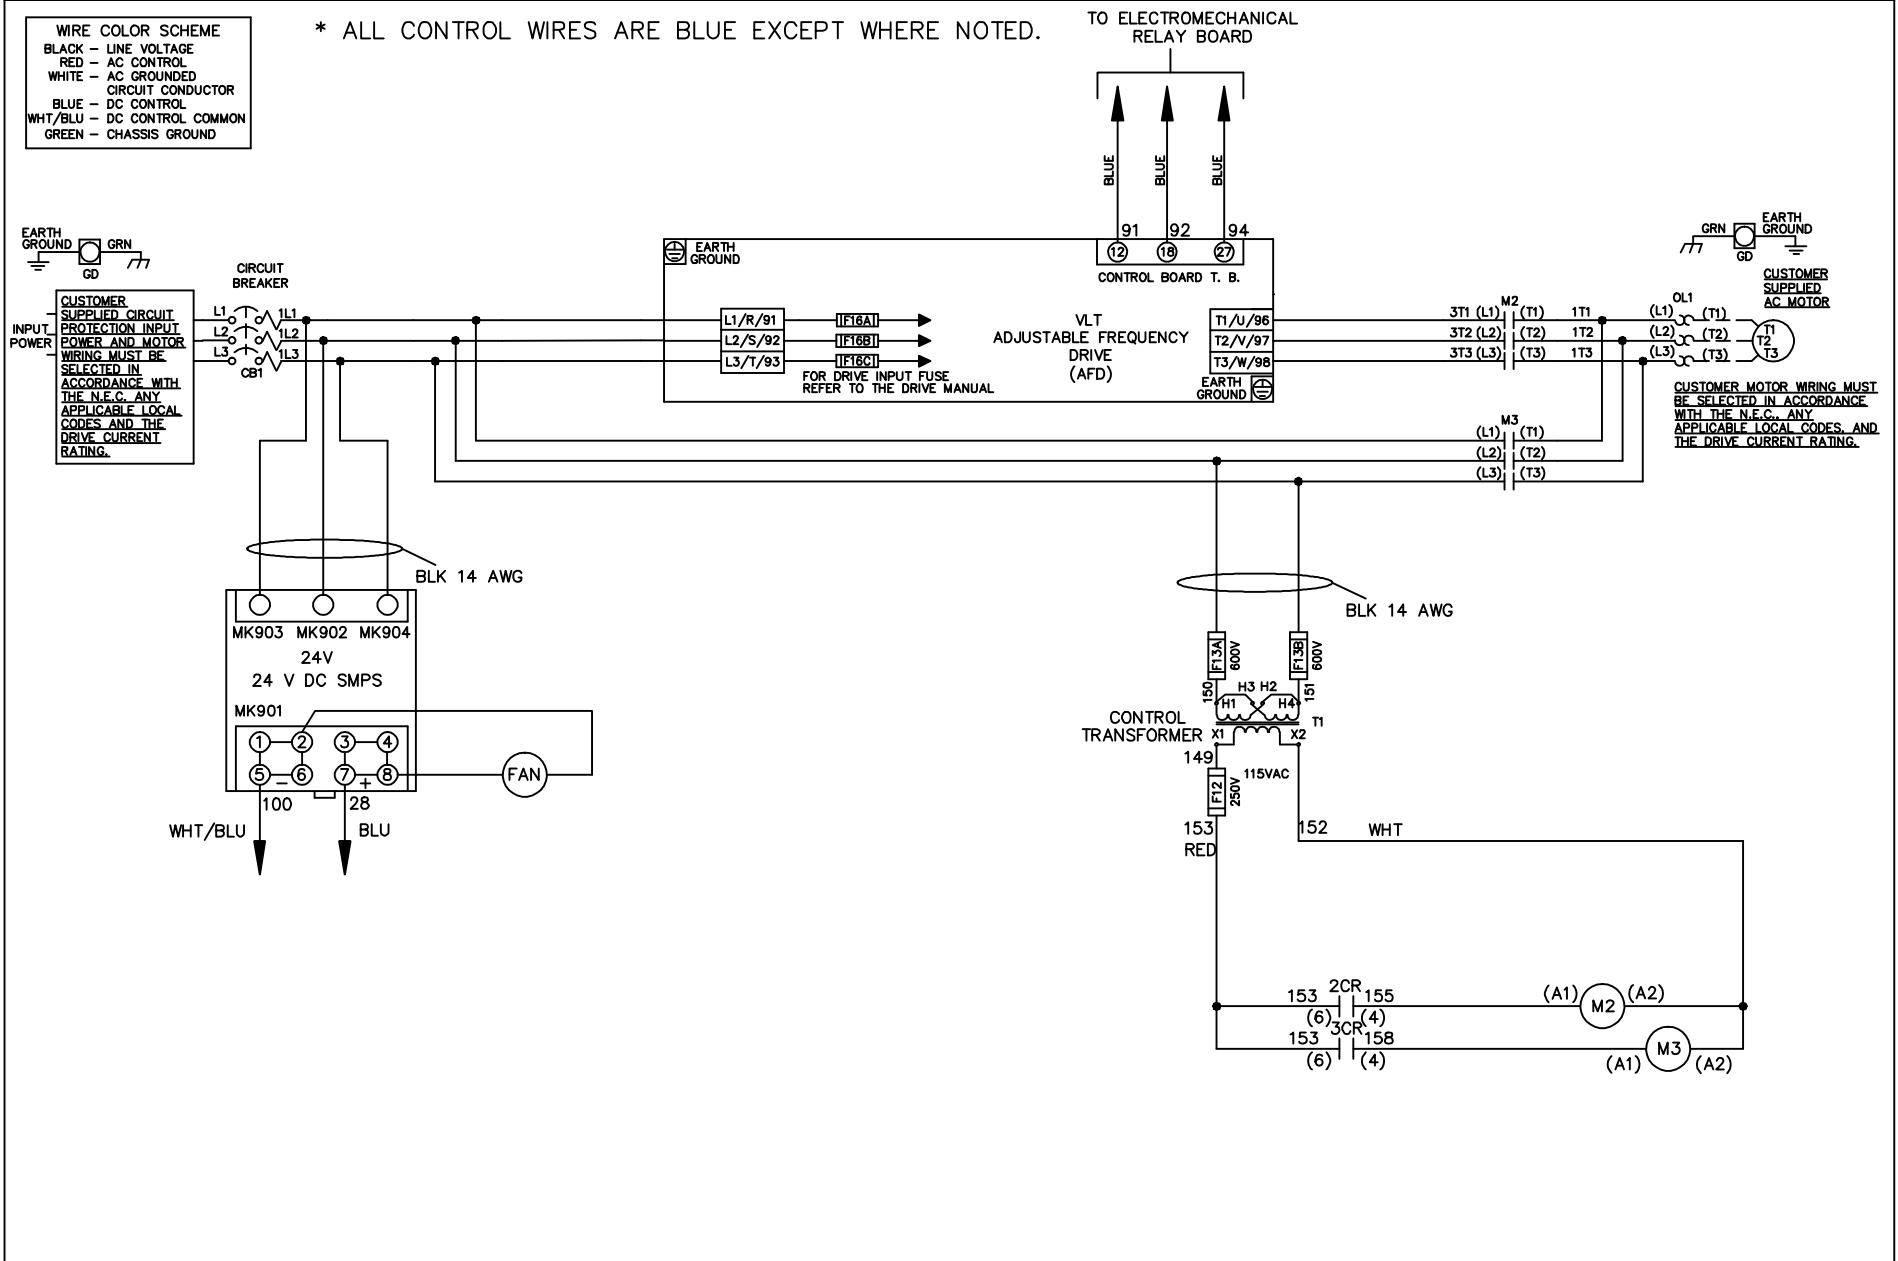 WIRE COLOR SCHEME
BLACK – LINE VOLTAGE
RED – AC CONTROL
WHITE – AC GROUNDED
CIRCUIT CONDUCTOR
BLUE – DC CONTROL
WHT/BLU – DC CONTROL COMMON
GREEN – CHASSIS GROUND
* ALL CONTROL WIRES ARE BLUE EXCEPT WHERE NOTED.
TO ELECTROMECHANICAL
RELAY BOARD
BLUE
BLUE
BLUE
91 92 94
12 18 27
CONTROL BOARD T. B.
EARTH
GROUND
GRN
GD
CIRCUIT
BREAKER
INPUT
POWER
CUSTOMER
SUPPLIED CIRCUIT
PROTECTION INPUT
POWER AND MOTOR
WIRING MUST BE
SELECTED IN
ACCORDANCE WITH
THE N.E.C. ANY
APPLICABLE LOCAL
CODES AND THE
DRIVE CURRENT
RATING.
L1 1L1
L2 1L2
L3 1L3
CB1
EARTH
GROUND
L1/R/91 IF16A
L2/S/92 IF16B
L3/T/93 IF16C
FOR DRIVE INPUT FUSE
REFER TO THE DRIVE MANUAL
VLT
ADJUSTABLE FREQUENCY
DRIVE
(AFD)
T1/U/96
T2/V/97
T3/W/98
EARTH
GROUND
M2
3T1 (L1) (T1) 1T1
3T2 (L2) (T2) 1T2
3T3 (L3) (T3) 1T3
M3
(L1) (T1)
(L2) (T2)
(L3) (T3)
GRN
GD
EARTH
GROUND
CUSTOMER
SUPPLIED
AC MOTOR
OL1
(L1) (T1)
(L2) (T2)
(L3) (T3)
T1
T2
T3
CUSTOMER MOTOR WIRING MUST
BE SELECTED IN ACCORDANCE
WITH THE N.E.C., ANY
APPLICABLE LOCAL CODES, AND
THE DRIVE CURRENT RATING.
BLK 14 AWG
MK903 MK902 MK904
24V
24 V DC SMPS
MK901
1 2 3 4
5 – 6 7 + 8
FAN
100 28
WHT/BLU BLU
BLK 14 AWG
F13A 600V
F13B 600V
150 151
H3 H2
H1 H4
T1
CONTROL
TRANSFORMER
X1 X2
149
115VAC
F12 250V
153
RED
152 WHT
153 2CR 155
(6) (4)
(A1) M2 (A2)
153 3CR 158
(6) (4)
(A1) M3 (A2)